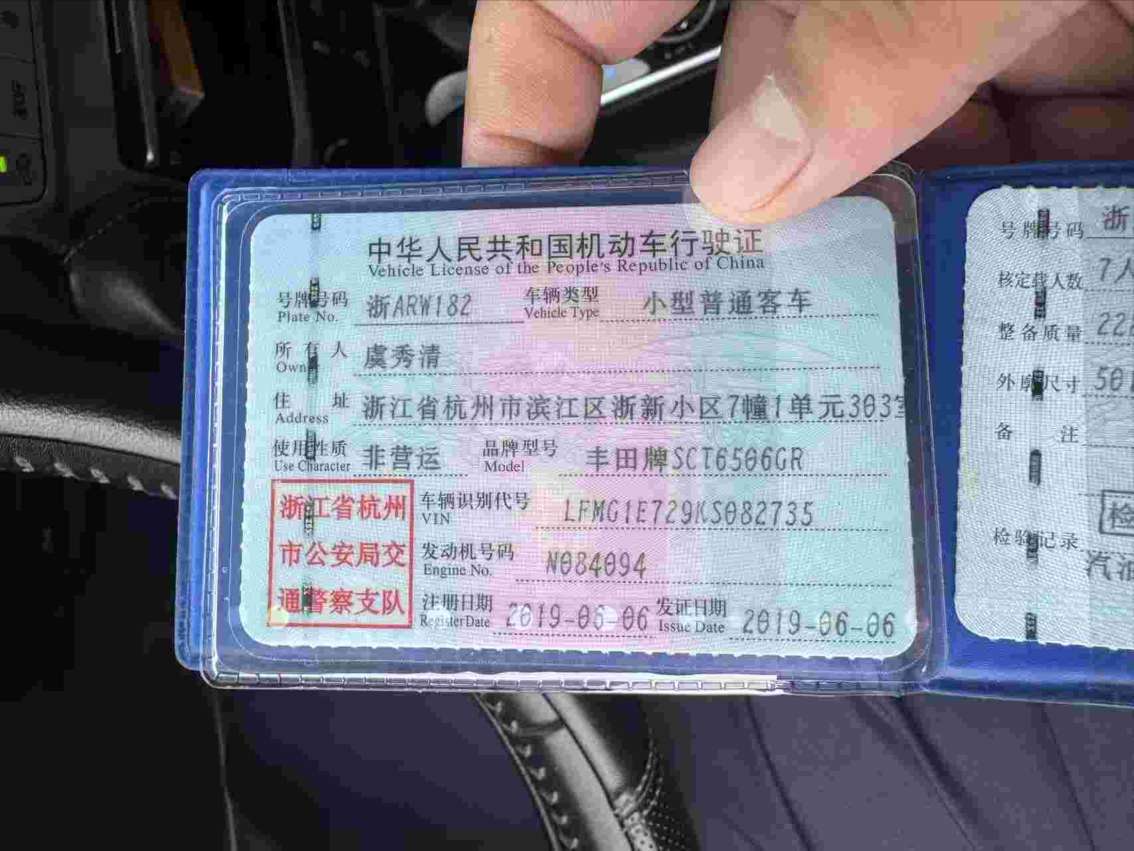 中华人民共和国机动车行驶证
Vehicle License of the People's Republic of China
号牌号码 浙ARW182 车辆类型 小型普通客车
Plate No. Vehicle Type
所有人 虞秀清
Owner
住址 浙江省杭州市滨江区浙新小区7幢1单元303室
Address
使用性质 非营运 品牌型号 丰田牌SCT6506GR
Use Character Model
浙江省杭州
市公安局交
通警察支队
车辆识别代号 LFMG1E729KS082735
VIN
发动机号码 N084094
Engine No.
注册日期 2019-06-06 发证日期 2019-06-06
Register Date Issue Date
号牌号码 浙
核定载人数 7人
整备质量
外廓尺寸 501
备注
检验记录
检
汽油